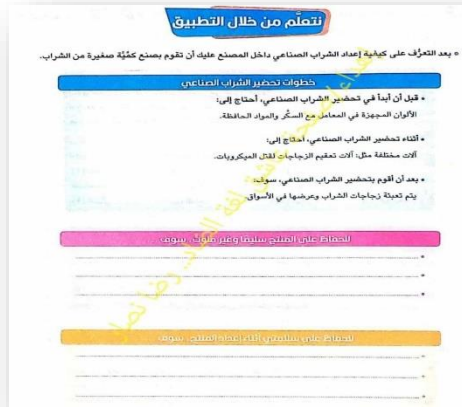 نتعلَّم من خلال التطبيق
• بعد التعرُّف على كيفية إعداد الشراب الصناعي داخل المصنع عليك أن تقوم بصنع كمِّيَّة صغيرة من الشراب.
خطوات تحضير الشراب الصناعي
• قبل أن أبدأ في تحضير الشراب الصناعي، أحتاج إلى:
الألوان المجهزة في المعامل مع السكَّر والمواد الحافظة.
• أثناء تحضير الشراب الصناعي، أحتاج إلى:
آلات مختلفة مثل: آلات تعقيم الزجاجات لقتل الميكروبات.
• بعد أن أقوم بتحضير الشراب الصناعي، سوف:
يتم تعبئة زجاجات الشراب وعرضها في الأسواق.
للحفاظ على المنتج سليمًا وغير ملوث، سوف
للحفاظ على سلامتي أثناء إعداد المنتج، سوف